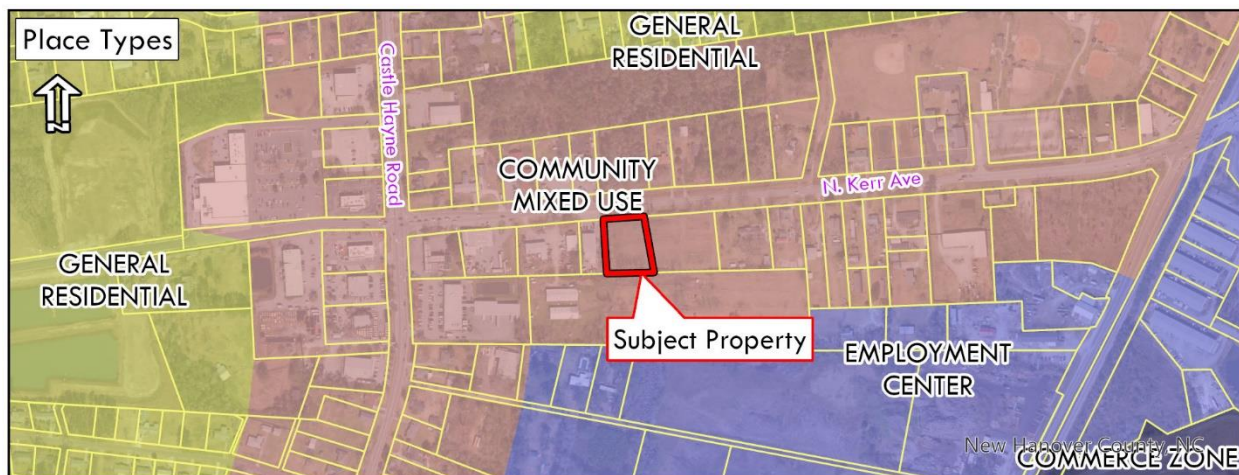 Place Types
N
GENERAL
RESIDENTIAL
Castle Hayne Road
COMMUNITY
MIXED USE
N. Kerr Ave
GENERAL
RESIDENTIAL
Subject Property
EMPLOYMENT
CENTER
New Hanover County, NC
COMMERCE ZONE